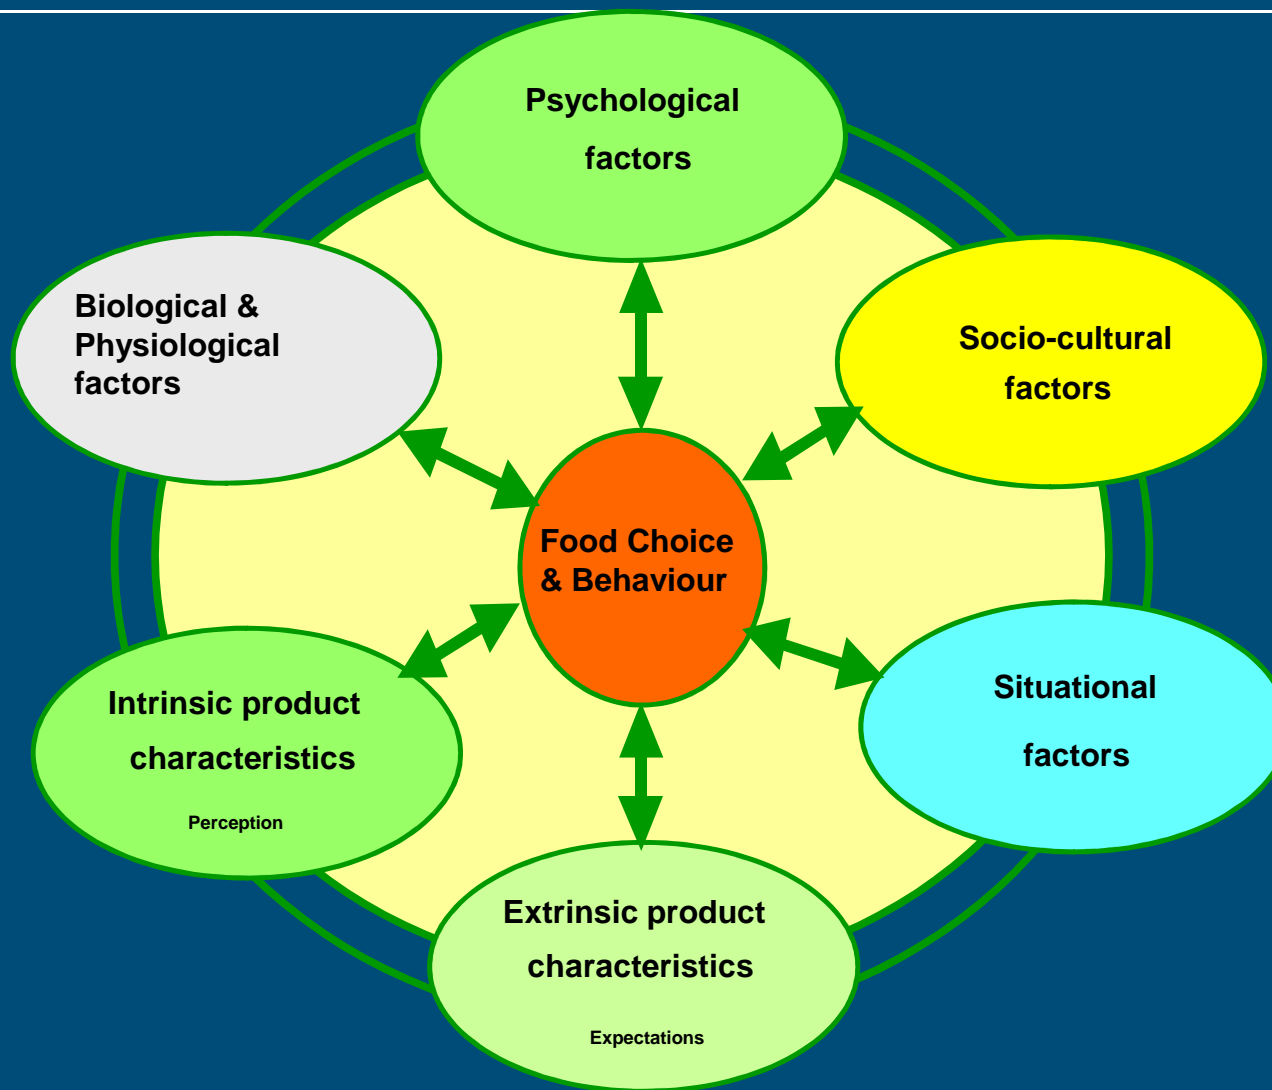 Psychological
factors
Biological &
Physiological
factors
Socio-cultural
factors
Food Choice
& Behaviour
Intrinsic product
characteristics
Perception
Situational
factors
Extrinsic product
characteristics
Expectations